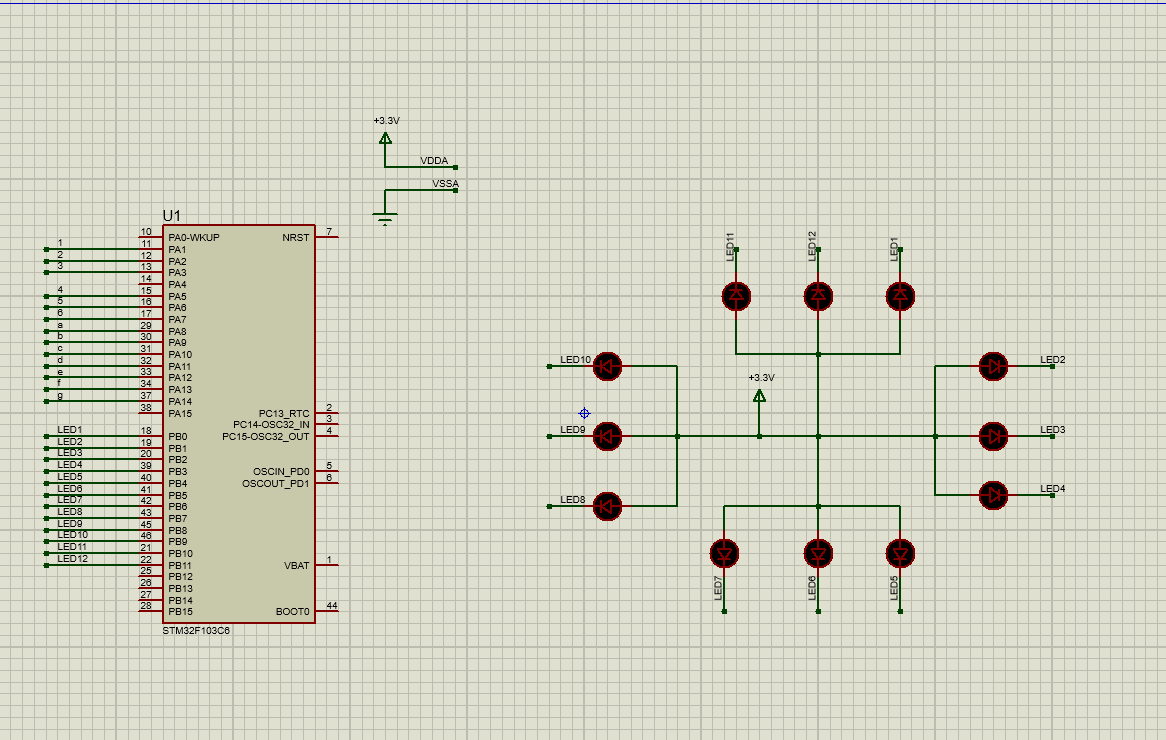 +3.3V
VDDA
VSSA
U1
10 PA0-WKUP NRST 7
1 11 PA1
2 12 PA2
3 13 PA3
14 PA4
4 15 PA5
5 16 PA6
6 17 PA7
a 29 PA8
b 30 PA9
c 31 PA10
d 32 PA11
e 33 PA12
f 34 PA13
g 37 PA14
38 PA15 PC13_RTC 2
PC14-OSC32_IN 3
LED1 18 PB0 PC15-OSC32_OUT 4
LED2 19 PB1
LED3 20 PB2
LED4 39 PB3 OSCIN_PD0 5
LED5 40 PB4 OSCOUT_PD1 6
LED6 41 PB5
LED7 42 PB6
LED8 43 PB7
LED9 45 PB8
LED10 46 PB9
LED11 21 PB10
LED12 22 PB11 VBAT 1
25 PB12
26 PB13
27 PB14
28 PB15 BOOT0 44
STM32F103C6
LED11
LED12
LED1
LED10
LED2
+3.3V
LED9
LED3
LED8
LED4
LED7
LED6
LED5